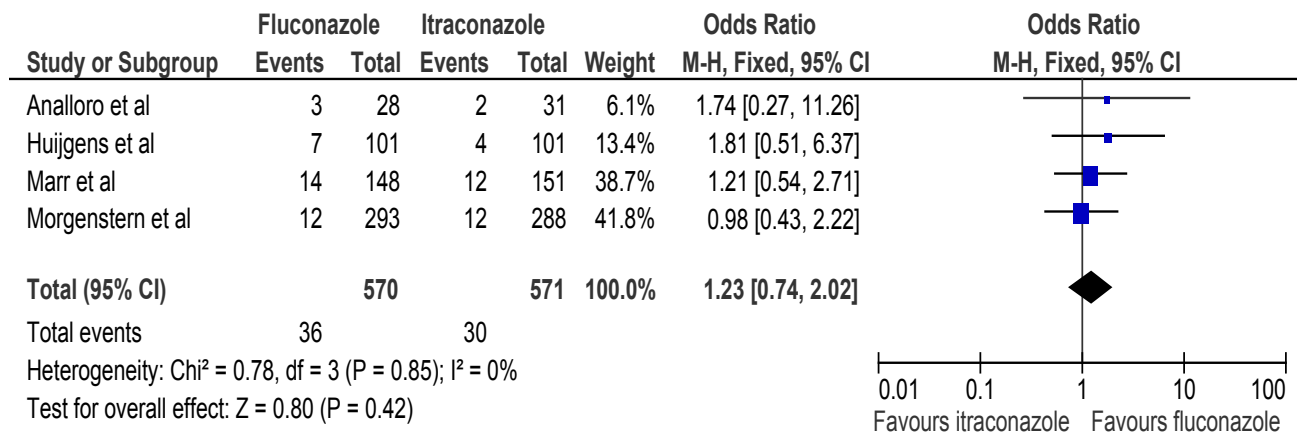 Fluconazole Itraconazole Odds Ratio Odds Ratio
Study or Subgroup Events Total Events Total Weight M-H, Fixed, 95% CI M-H, Fixed, 95% CI
Analloro et al 3 28 2 31 6.1% 1.74 [0.27, 11.26]
Huijgens et al 7 101 4 101 13.4% 1.81 [0.51, 6.37]
Marr et al 14 148 12 151 38.7% 1.21 [0.54, 2.71]
Morgenstern et al 12 293 12 288 41.8% 0.98 [0.43, 2.22]
Total (95% CI) 570 571 100.0% 1.23 [0.74, 2.02]
Total events 36 30
Heterogeneity: Chi² = 0.78, df = 3 (P = 0.85); I² = 0%
Test for overall effect: Z = 0.80 (P = 0.42)
0.01 0.1 1 10 100
Favours itraconazole Favours fluconazole